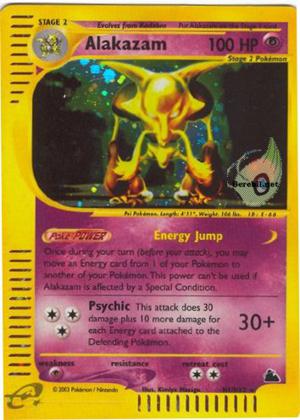 STAGE 2
Evolves from Kadabra
Put Alakazam on the Stage 1 card
Alakazam
100 HP
Stage 2 Pokémon
Berebil.net
Psi Pokémon. Length: 4'11", Weight: 106 lbs.
Poké-POWER
Energy Jump
Once during your turn (before your attack), you may
move an Energy card from 1 of your Pokémon to
another of your Pokémon. This power can't be used if
Alakazam is affected by a Special Condition.
Psychic This attack does 30
damage plus 10 more damage for
each Energy card attached to the
Defending Pokémon.
30+
weakness
resistance
retreat cost
©2003 Pokémon / Nintendo
Illus. Kimiya Masago